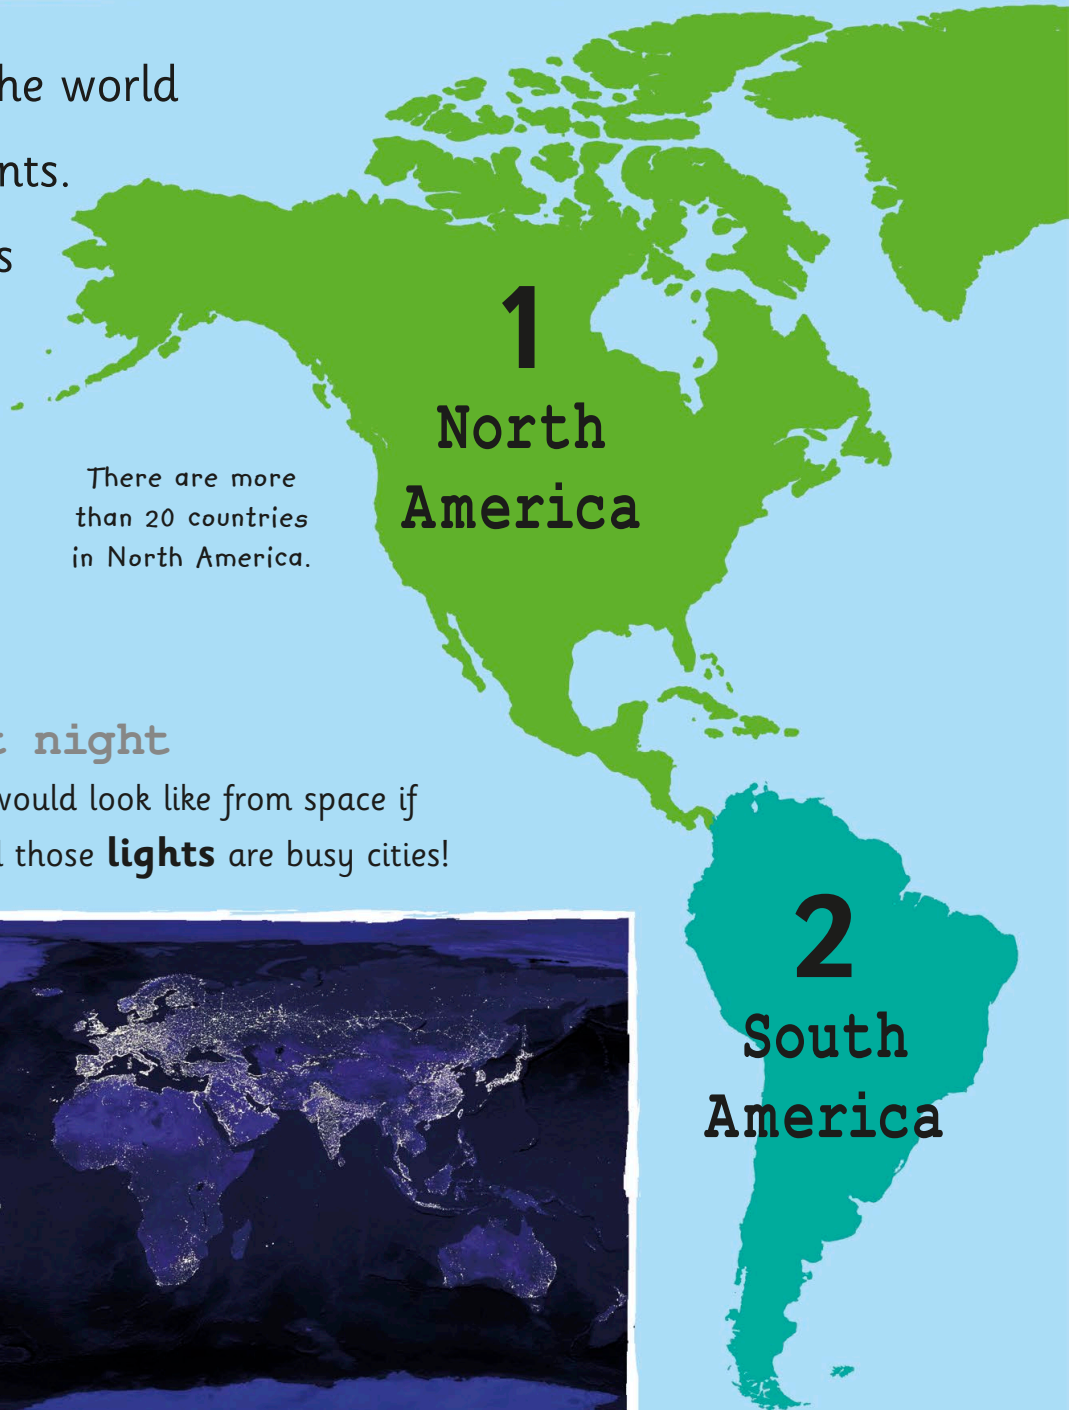 he world
nts.
s
1
North
America
There are more
than 20 countries
in North America.
t night
would look like from space if
those lights are busy cities!
2
South
America